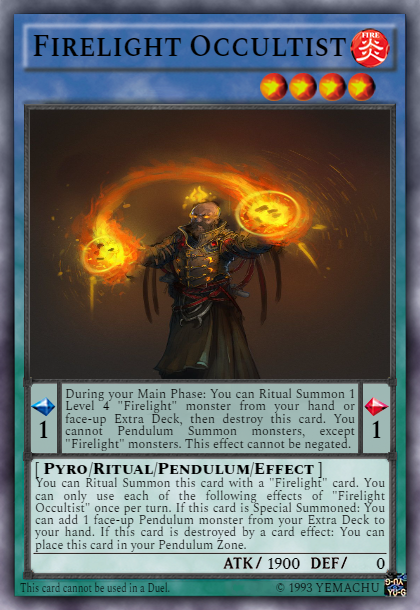 Firelight Occultist
FIRE
炎
During your Main Phase: You can Ritual Summon 1
Level 4 "Firelight" monster from your hand or
face-up Extra Deck, then destroy this card. You
cannot Pendulum Summon monsters, except
"Firelight" monsters. This effect cannot be negated.
1
1
[ Pyro/Ritual/Pendulum/Effect ]
You can Ritual Summon this card with a "Firelight" card. You
can only use each of the following effects of "Firelight
Occultist" once per turn. If this card is Special Summoned: You
can add 1 face-up Pendulum monster from your Extra Deck to
your hand. If this card is destroyed by a card effect: You can
place this card in your Pendulum Zone.
ATK/ 1900 DEF/ 0
This card cannot be used in a Duel.
© 1993 YEMACHU